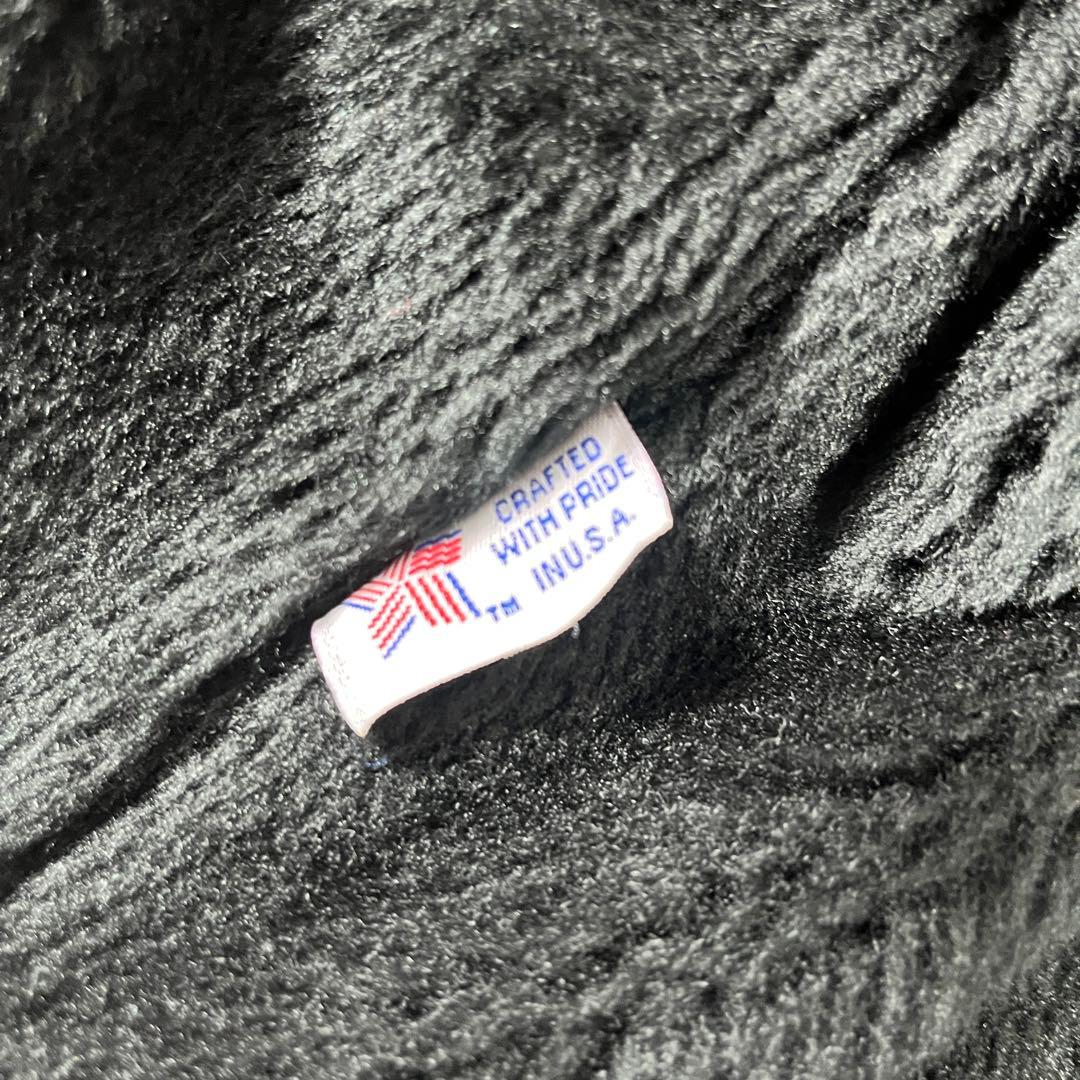 CRAFTED
WITH PRIDE
IN U.S.A.
TM